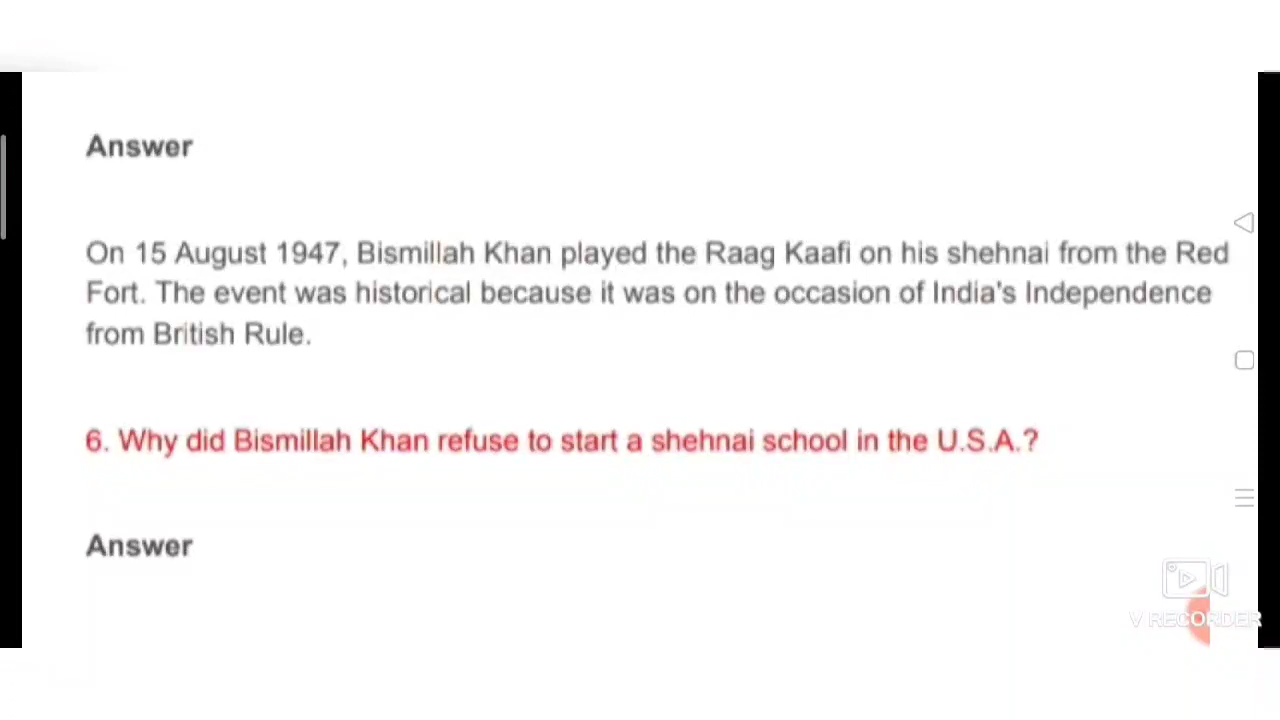 Answer
On 15 August 1947, Bismillah Khan played the Raag Kaafi on his shehnai from the Red
Fort. The event was historical because it was on the occasion of India's Independence
from British Rule.
6. Why did Bismillah Khan refuse to start a shehnai school in the U.S.A.?
Answer
V RECORDER